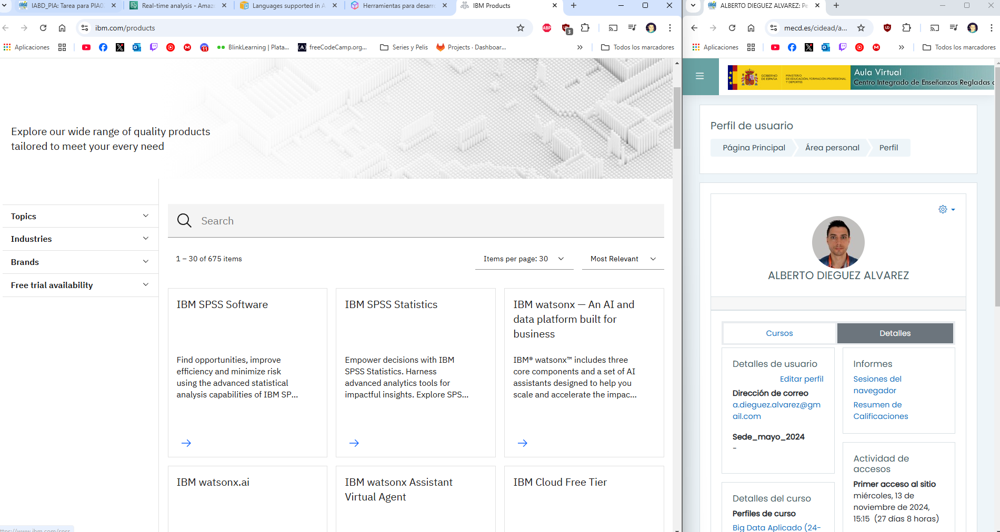 IABD_PIA: Tarea para PIA0
Real-time analysis - Amaz
Languages supported in A
Herramientas para desarr
IBM Products
ibm.com/products
ABP
3
Aplicaciones
11
BlinkLearning | Plata...
freeCodeCamp.org...
Series y Pelis
Projects · Dashboar...
Todos los marcadores
Explore our wide range of quality products
tailored to meet your every need
Topics
Industries
Brands
Free trial availability
Search
1 – 30 of 675 items
Items per page: 30
Most Relevant
IBM SPSS Software
Find opportunities, improve
efficiency and minimize risk
using the advanced statistical
analysis capabilities of IBM SP...
IBM SPSS Statistics
Empower decisions with IBM
SPSS Statistics. Harness
advanced analytics tools for
impactful insights. Explore SPS...
IBM watsonx — An AI and
data platform built for
business
IBM® watsonx™ includes three
core components and a set of AI
assistants designed to help you
scale and accelerate the impac...
IBM watsonx.ai
IBM watsonx Assistant
Virtual Agent
IBM Cloud Free Tier
ttps://www.ibm.com/spss
ALBERTO DIEGUEZ ALVAREZ: Pe
mecd.es/cidead/a...
Aplicaciones
Todos los marcadores
GOBIERNO
DE ESPAÑA
MINISTERIO
DE EDUCACIÓN, FORMACIÓN PROFESIONAL
Y DEPORTES
Aula Virtual
Centro Integrado de Enseñanzas Regladas
Perfil de usuario
Página Principal
Área personal
Perfil
ALBERTO DIEGUEZ ALVAREZ
Cursos
Detalles
Detalles de usuario
Editar perfil
Dirección de correo
a.dieguez.alvarez@gm
ail.com
Sede_mayo_2024
-
Detalles del curso
Perfiles de curso
Big Data Aplicado (24-
Informes
Sesiones del
navegador
Resumen de
Calificaciones
Actividad de
accesos
Primer acceso al sitio
miércoles, 13 de
noviembre de 2024,
15:15 (27 días 8 horas)